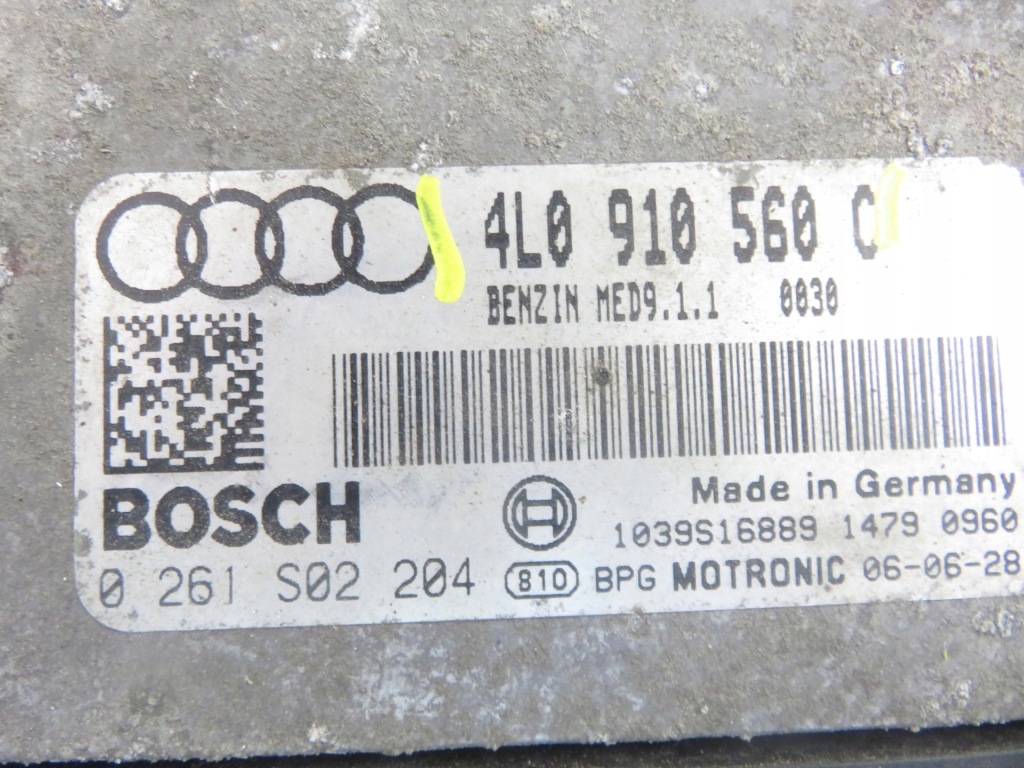 4L0 910 560 C
BENZIN MED9.1.1 0030
BOSCH
Made in Germany
1039S16889 1479 0960
0 261 S02 204 810 BPG MOTRONIC 06-06-28